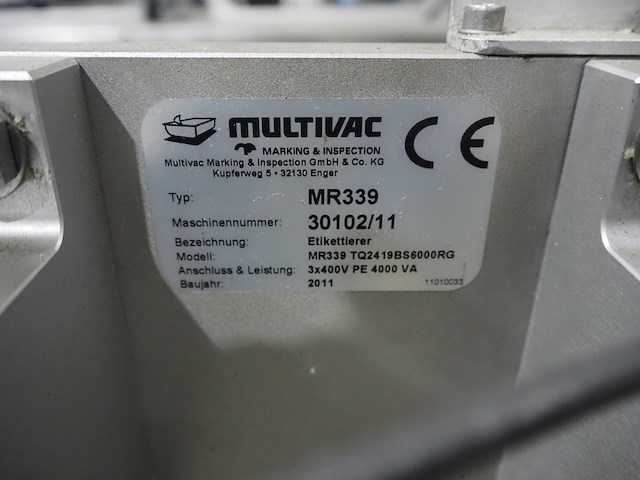 MULTIVAC CE
MARKING & INSPECTION
Multivac Marking & Inspection GmbH & Co. KG
Kupferweg 5 • 32130 Enger
Typ: MR339
Maschinennummer: 30102/11
Bezeichnung: Etikettierer
Modell: MR339 TQ2419BS6000RG
Anschluss & Leistung: 3x400V PE 4000 VA
Baujahr: 2011 11010033